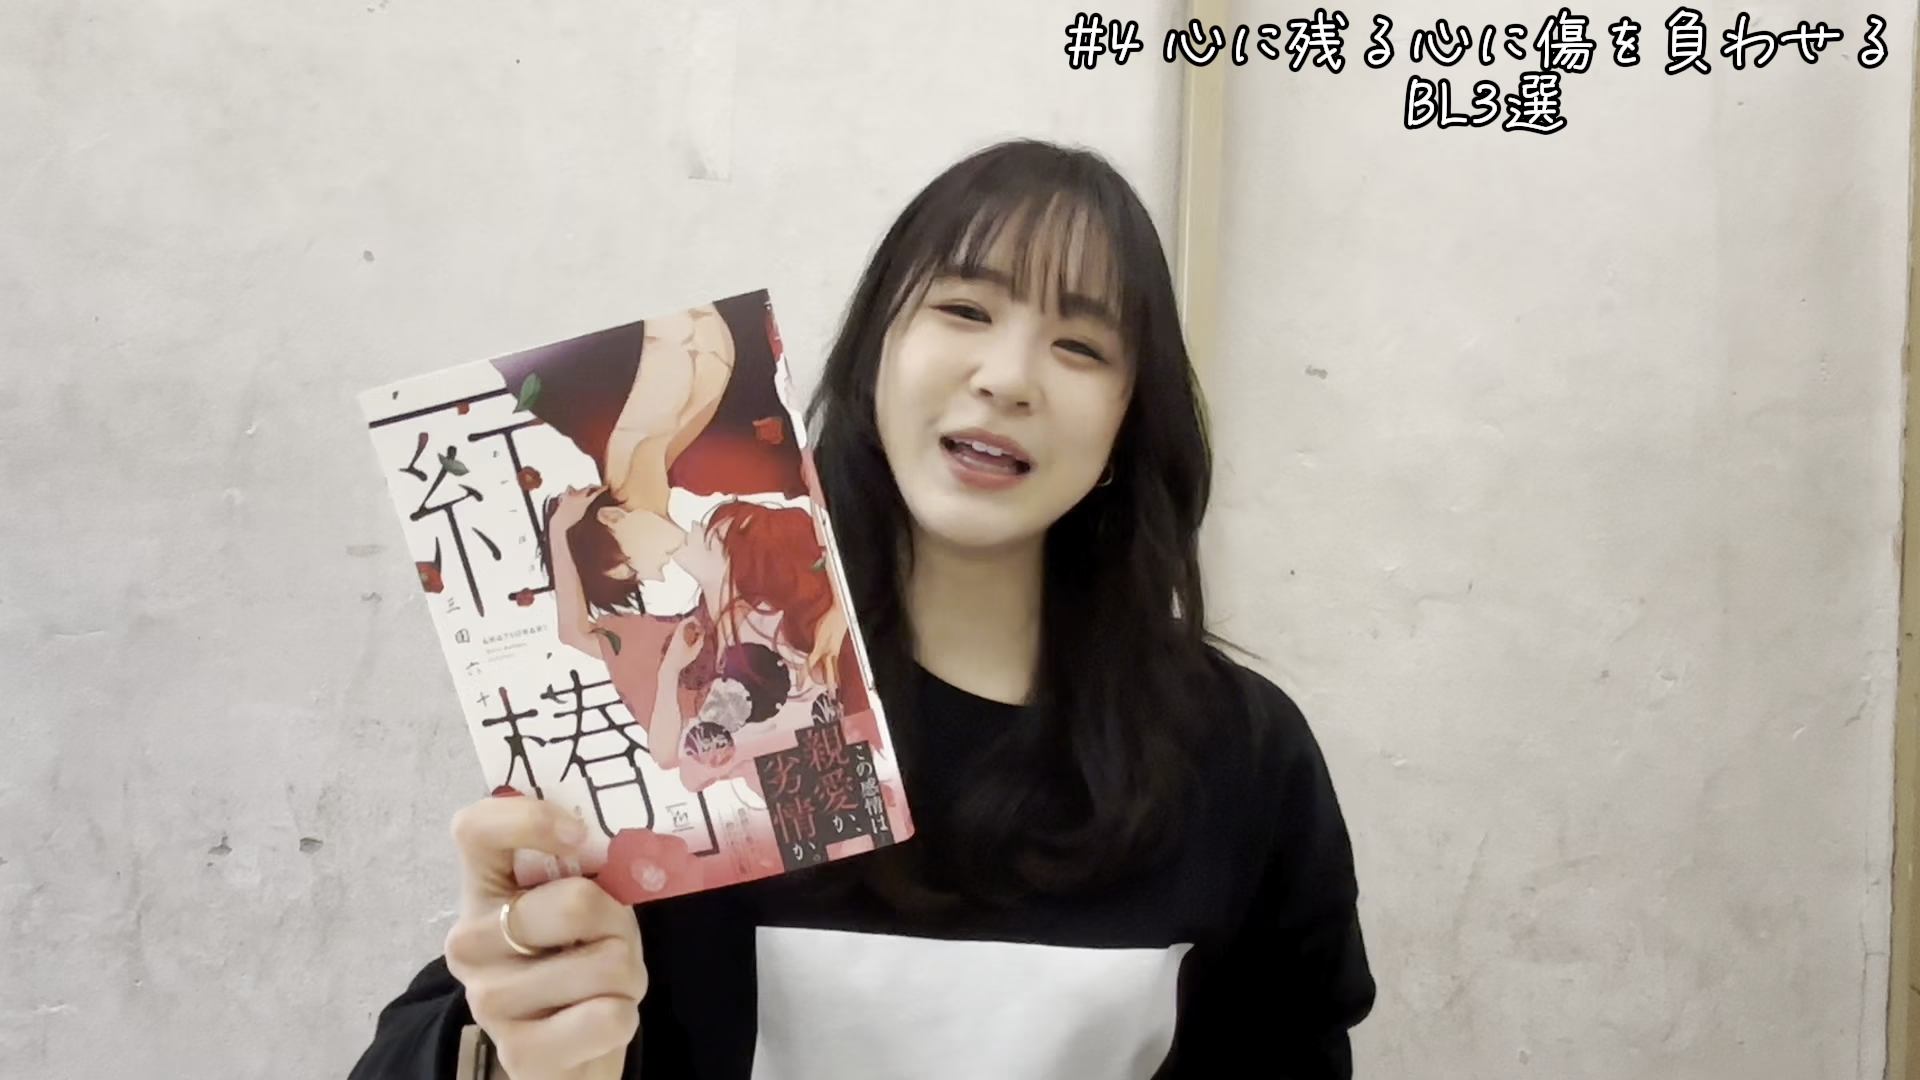 #4 心に残る心に傷を負わせる
BL3選
紅椿
三田六十
この感情は
親愛か、
劣情か。